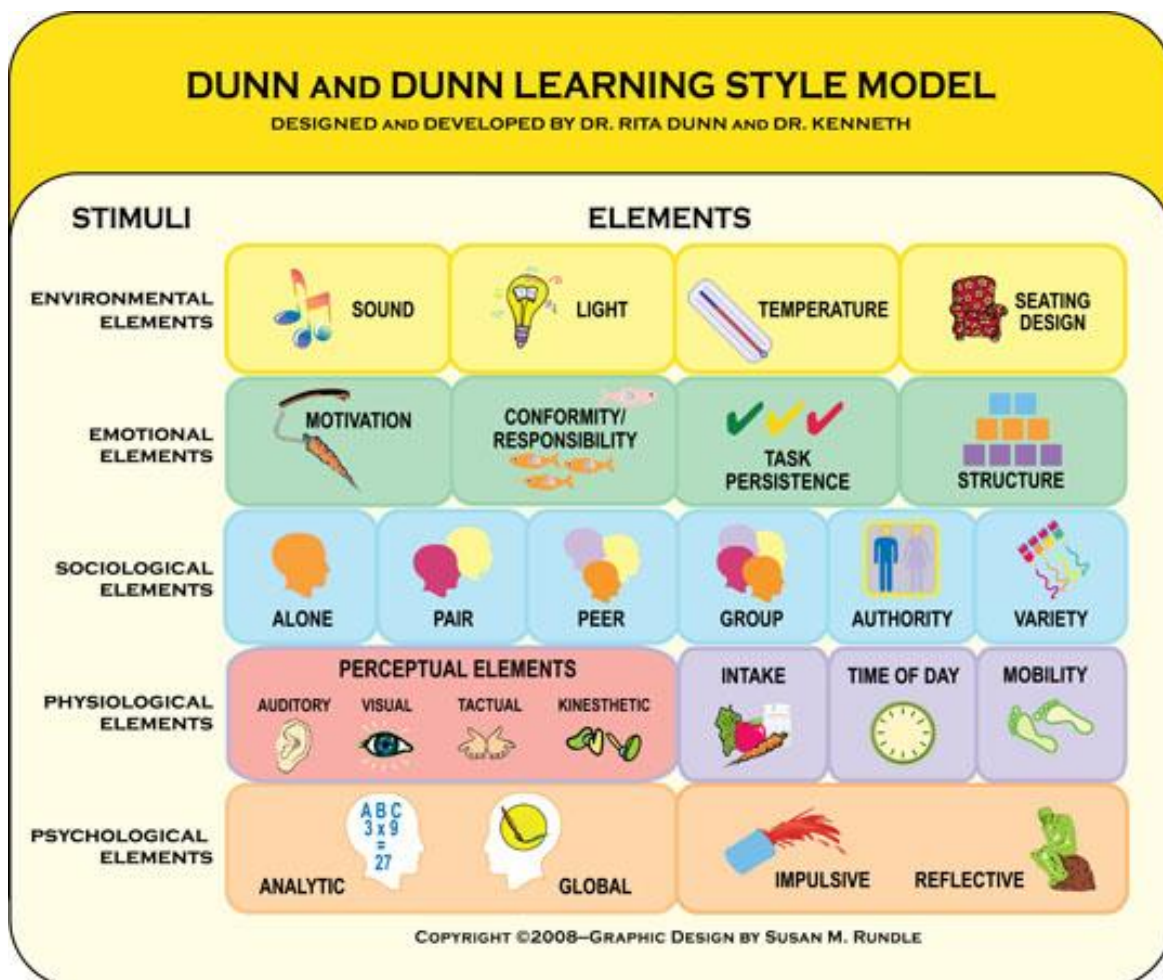 DUNN AND DUNN LEARNING STYLE MODEL
DESIGNED AND DEVELOPED BY DR. RITA DUNN AND DR. KENNETH
STIMULI
ELEMENTS
ENVIRONMENTAL
ELEMENTS
SOUND
LIGHT
TEMPERATURE
SEATING
DESIGN
EMOTIONAL
ELEMENTS
MOTIVATION
CONFORMITY/
RESPONSIBILITY
TASK
PERSISTENCE
STRUCTURE
SOCIOLOGICAL
ELEMENTS
ALONE
PAIR
PEER
GROUP
AUTHORITY
VARIETY
PHYSIOLOGICAL
ELEMENTS
PERCEPTUAL ELEMENTS
AUDITORY
VISUAL
TACTUAL
KINESTHETIC
INTAKE
TIME OF DAY
MOBILITY
PSYCHOLOGICAL
ELEMENTS
A B C
3 x 9
=
27
ANALYTIC
GLOBAL
IMPULSIVE
REFLECTIVE
COPYRIGHT ©2008–GRAPHIC DESIGN BY SUSAN M. RUNDLE